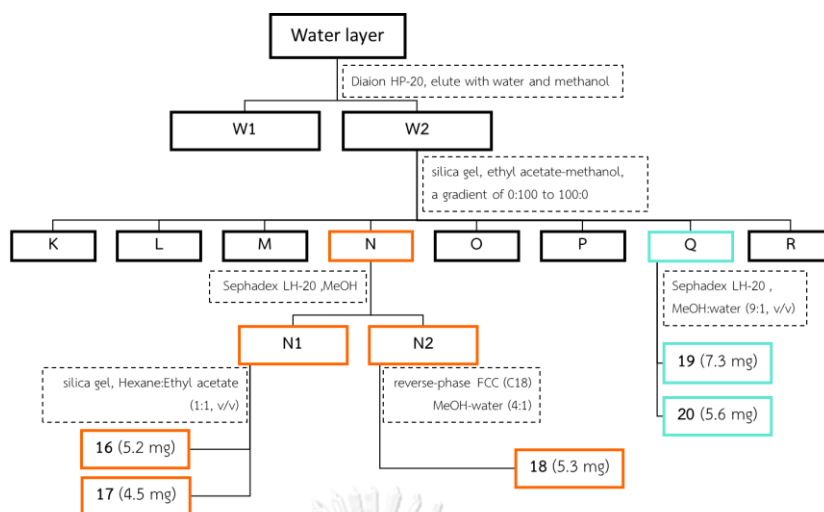 Water layer
Diaion HP-20, elute with water and methanol
W1
W2
silica gel, ethyl acetate-methanol,
a gradient of 0:100 to 100:0
K
L
M
N
O
P
Q
R
Sephadex LH-20 ,MeOH
Sephadex LH-20 ,
MeOH:water (9:1, v/v)
N1
N2
19 (7.3 mg)
silica gel, Hexane:Ethyl acetate
(1:1, v/v)
reverse-phase FCC (C18)
MeOH-water (4:1)
20 (5.6 mg)
16 (5.2 mg)
18 (5.3 mg)
17 (4.5 mg)